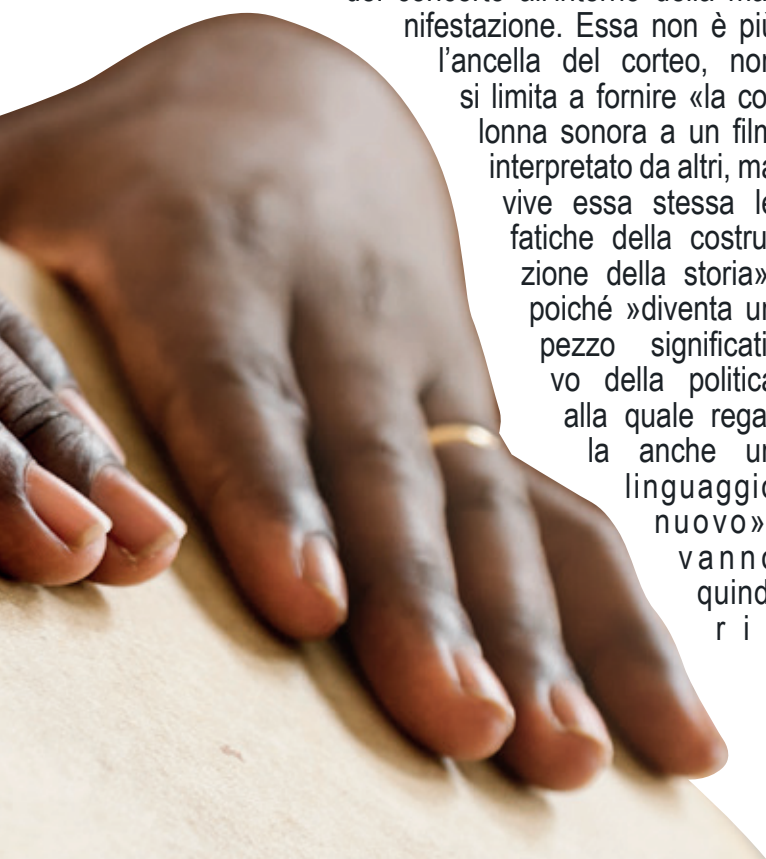 nifestazione. Essa non è più
l’ancella del corteo, non
si limita a fornire «la co
lonna sonora a un film
interpretato da altri, ma
vive essa stessa le
fatiche della costru
zione della storia»
poiché »diventa un
pezzo significati
vo della politica
alla quale rega
la anche un
linguaggio
nuovo»
vanno
quind
ri